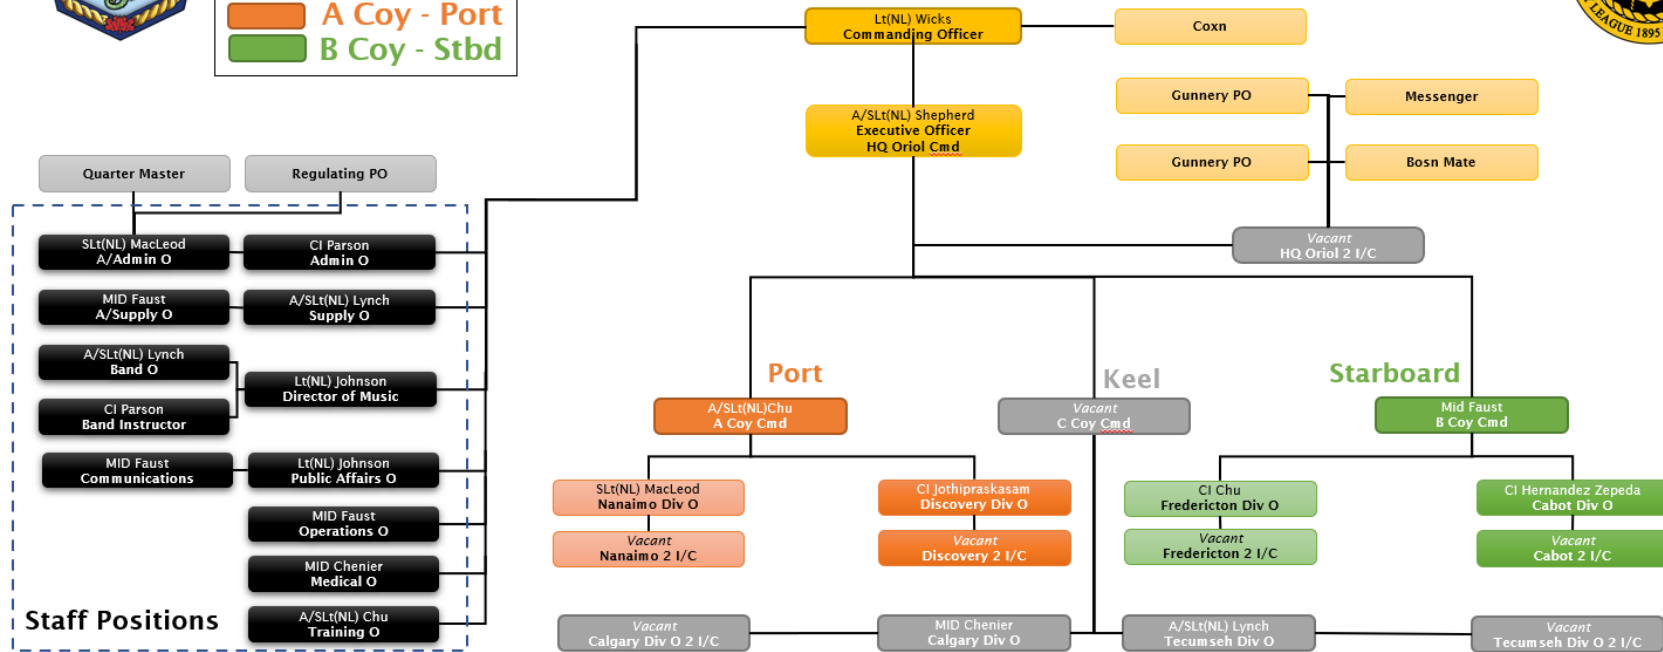 A Coy - Port
B Coy - Stbd
Lt(NL) Wicks
Commanding Officer
Coxn
LEAGUE 1895
Gunnery PO
Messenger
A/SLt(NL) Shepherd
Executive Officer
HQ Oriol Cmd
Gunnery PO
Bosn Mate
Quarter Master
Regulating PO
Vacant
HQ Oriol 2 I/C
SLt(NL) MacLeod
A/Admin O
CI Parson
Admin O
MID Faust
A/Supply O
A/SLt(NL) Lynch
Supply O
A/SLt(NL) Lynch
Band O
Lt(NL) Johnson
Director of Music
CI Parson
Band Instructor
MID Faust
Communications
Lt(NL) Johnson
Public Affairs O
MID Faust
Operations O
MID Chenier
Medical O
A/SLt(NL) Chu
Training O
Staff Positions
Port
Keel
Starboard
A/SLt(NL)Chu
A Coy Cmd
Vacant
C Coy Cmd
Mid Faust
B Coy Cmd
SLt(NL) MacLeod
Nanaimo Div O
CI Jothipraskasam
Discovery Div O
CI Chu
Fredericton Div O
CI Hernandez Zepeda
Cabot Div O
Vacant
Nanaimo 2 I/C
Vacant
Discovery 2 I/C
Vacant
Fredericton 2 I/C
Vacant
Cabot 2 I/C
Vacant
Calgary Div O 2 I/C
MID Chenier
Calgary Div O
A/SLt(NL) Lynch
Tecumseh Div O
Vacant
Tecumseh Div O 2 I/C